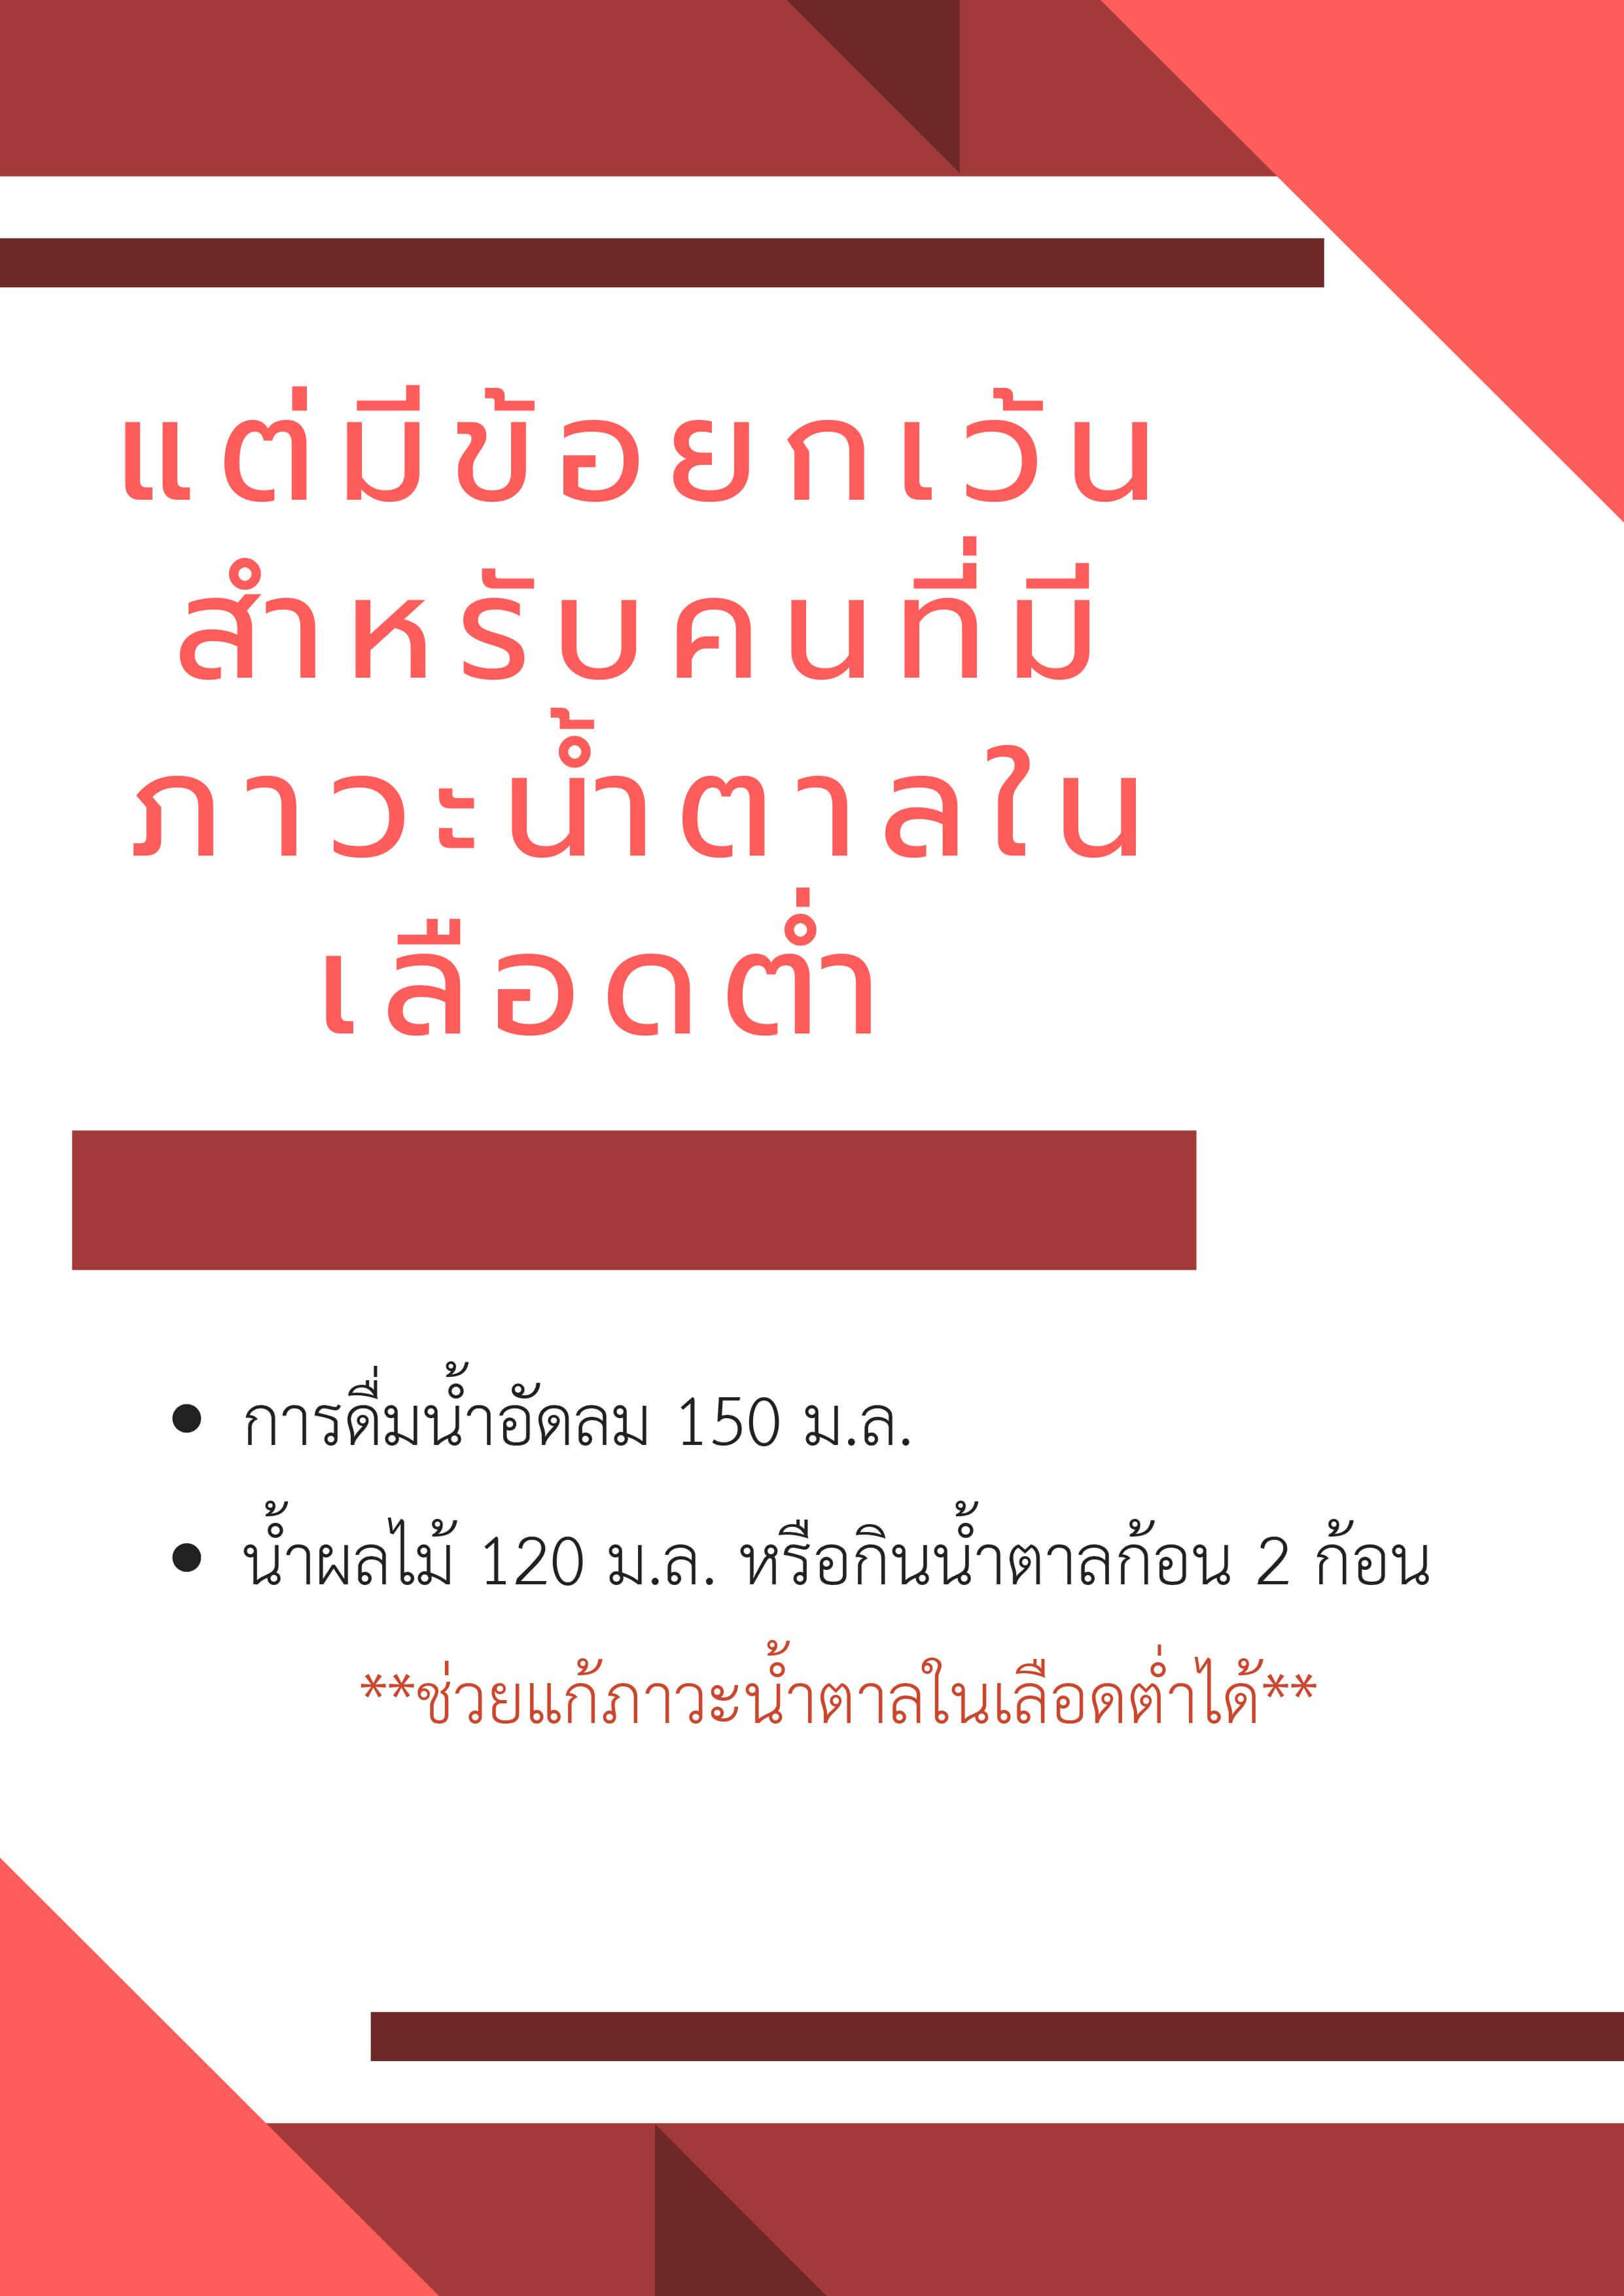 แต่มีข้อยกเว้น
สำหรับคนที่มี
ภาวะน้ำตาลใน
เลือดต่ำ
• การดื่มน้ำอัดลม 150 ม.ล.
• น้ำผลไม้ 120 ม.ล. หรือกินน้ำตาลก้อน 2 ก้อน
**ช่วยแก้ภาวะน้ำตาลในเลือดต่ำได้**